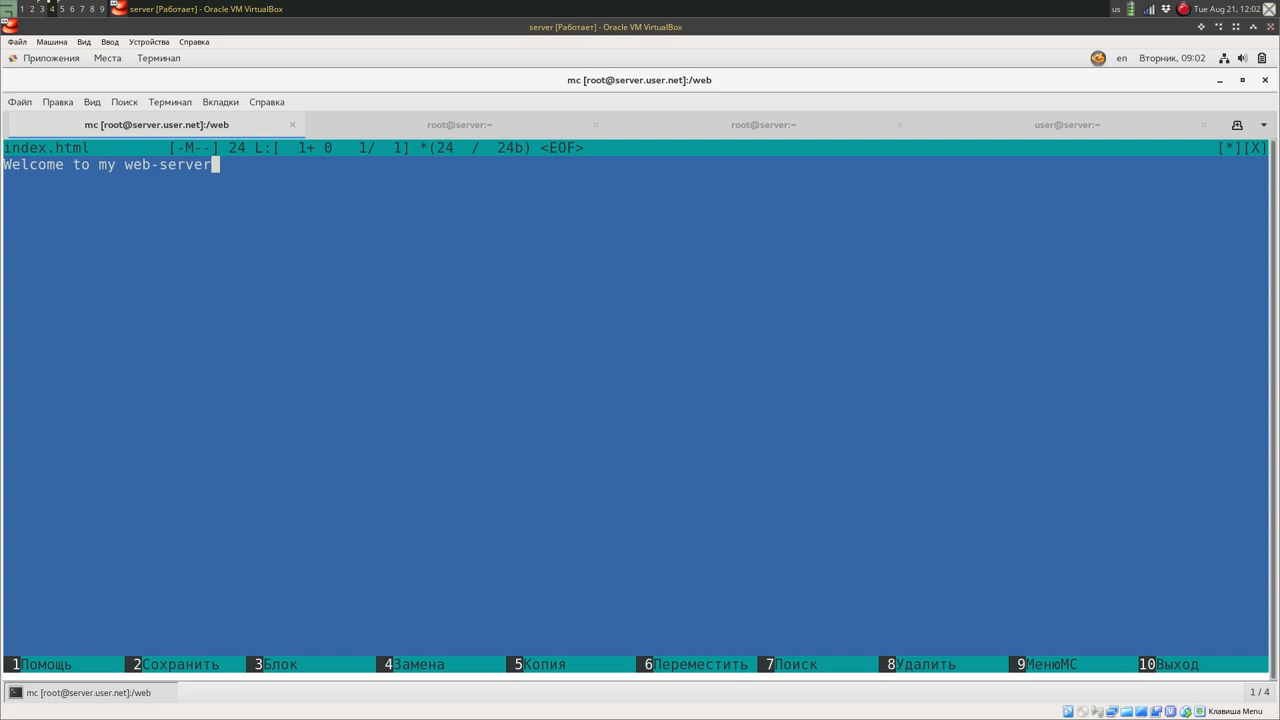 1 2 3 4 5 6 7 8 9 server [Работает] - Oracle VM VirtualBox us Tue Aug 21, 12:02
server [Работает] - Oracle VM VirtualBox
Файл Машина Вид Ввод Устройства Справка
Приложения Места Терминал en Вторник, 09:02
mc [root@server.user.net]:/web
Файл Правка Вид Поиск Терминал Вкладки Справка
mc [root@server.user.net]:/web root@server:~ root@server:~ user@server:~
index.html [-M--] 24 L:[ 1+ 0 1/ 1] *(24 / 24b) <EOF> [*][X]
Welcome to my web-server
1Помощь 2Сохранить 3Блок 4Замена 5Копия 6Переместить 7Поиск 8Удалить 9МенюMC 10Выход
mc [root@server.user.net]:/web 1 / 4
Клавиша Menu